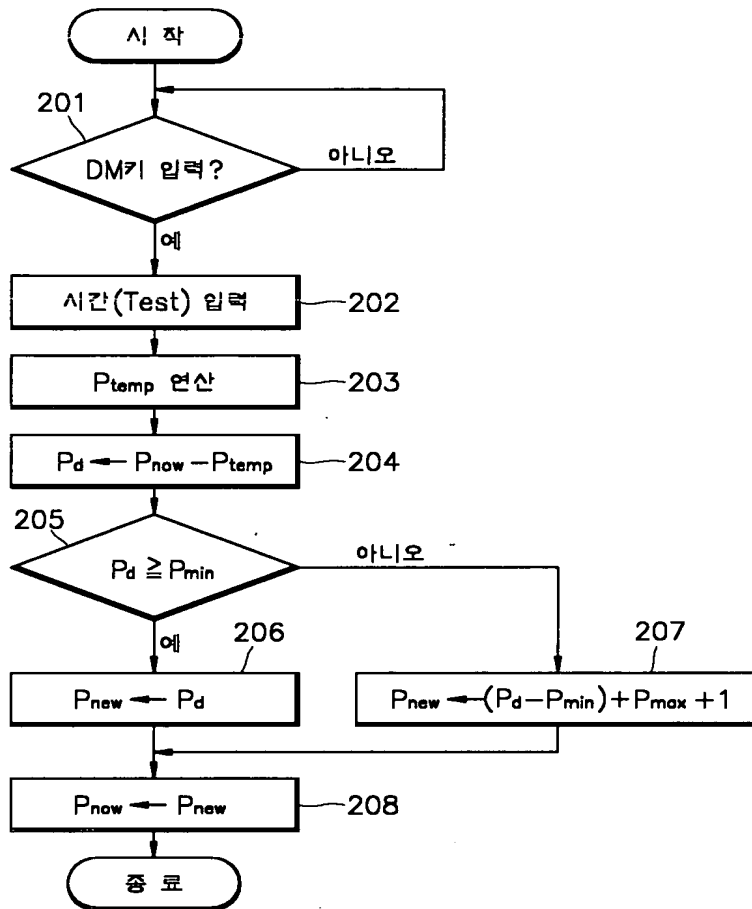 시 작
201
DM키 입력?
아니오
예
시간(Test) 입력
202
Ptemp 연산
203
Pd ← Pnow - Ptemp
204
205
Pd ≧ Pmin
아니오
예
206
207
Pnew ← Pd
Pnew ← (Pd-Pmin)+Pmax+1
Pnow ← Pnew
208
종 료